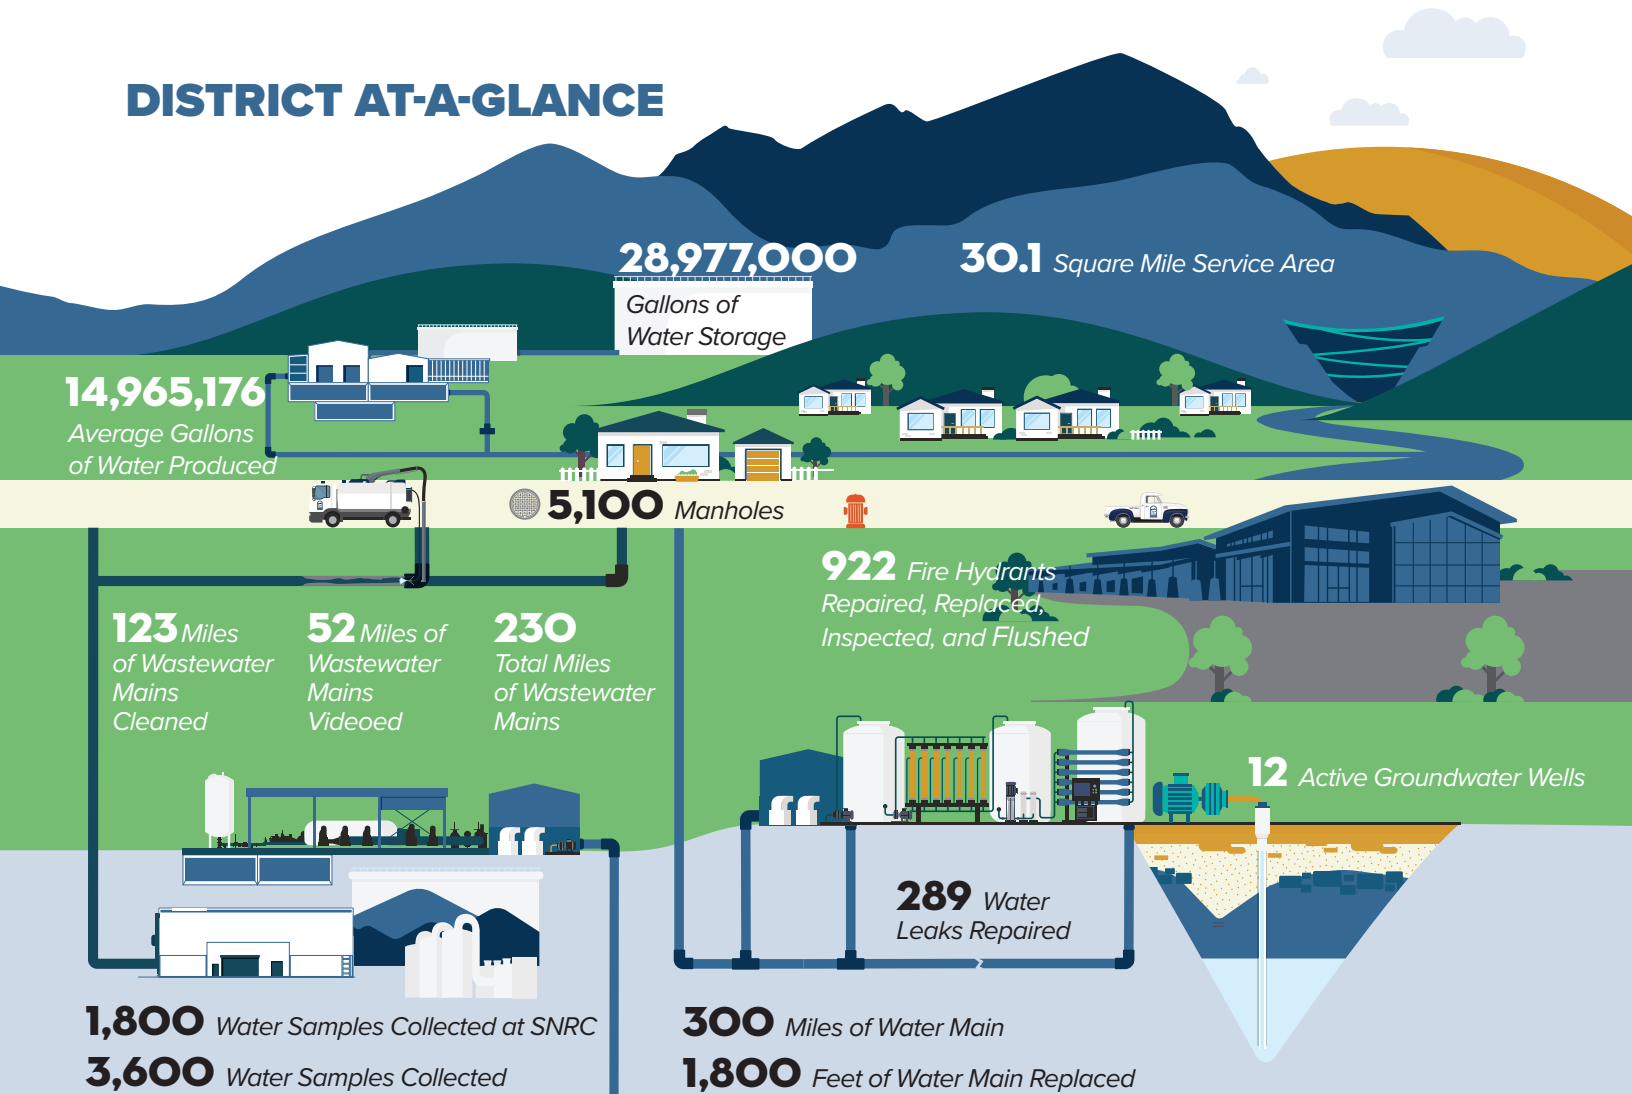 DISTRICT AT-A-GLANCE
28,977,000
Gallons of
Water Storage
30.1 Square Mile Service Area
14,965,176
Average Gallons
of Water Produced
5,100 Manholes
922 Fire Hydrants
Repaired, Replaced,
Inspected, and Flushed
123 Miles
of Wastewater
Mains
Cleaned
52 Miles of
Wastewater
Mains
Videoed
230
Total Miles
of Wastewater
Mains
12 Active Groundwater Wells
289 Water
Leaks Repaired
1,800 Water Samples Collected at SNRC
3,600 Water Samples Collected
300 Miles of Water Main
1,800 Feet of Water Main Replaced